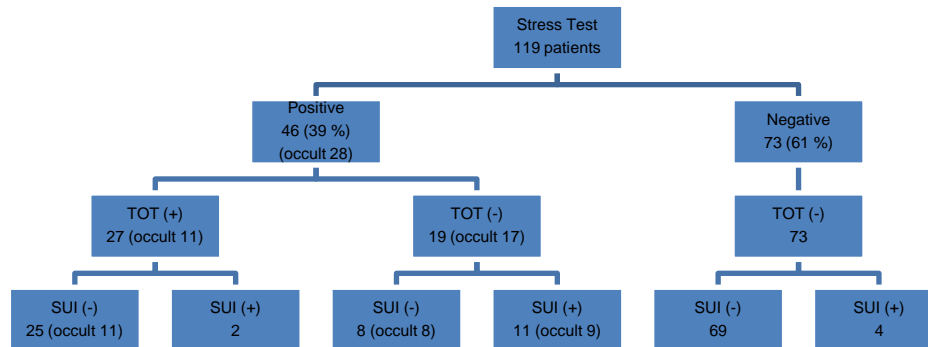 Stress Test
119 patients
Positive
46 (39 %)
(occult 28)
Negative
73 (61 %)
TOT (+)
27 (occult 11)
TOT (-)
19 (occult 17)
TOT (-)
73
SUI (-)
25 (occult 11)
SUI (+)
2
SUI (-)
8 (occult 8)
SUI (+)
11 (occult 9)
SUI (-)
69
SUI (+)
4